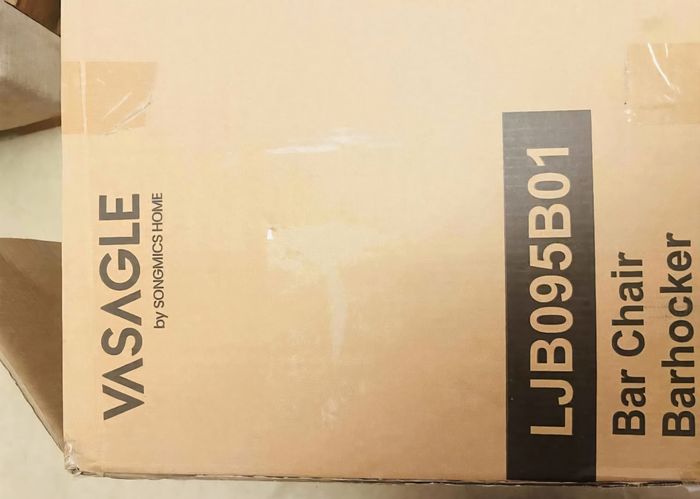 VASAGLE
by SONGMICS HOME
LJB095B01
Bar Chair
Barhocker